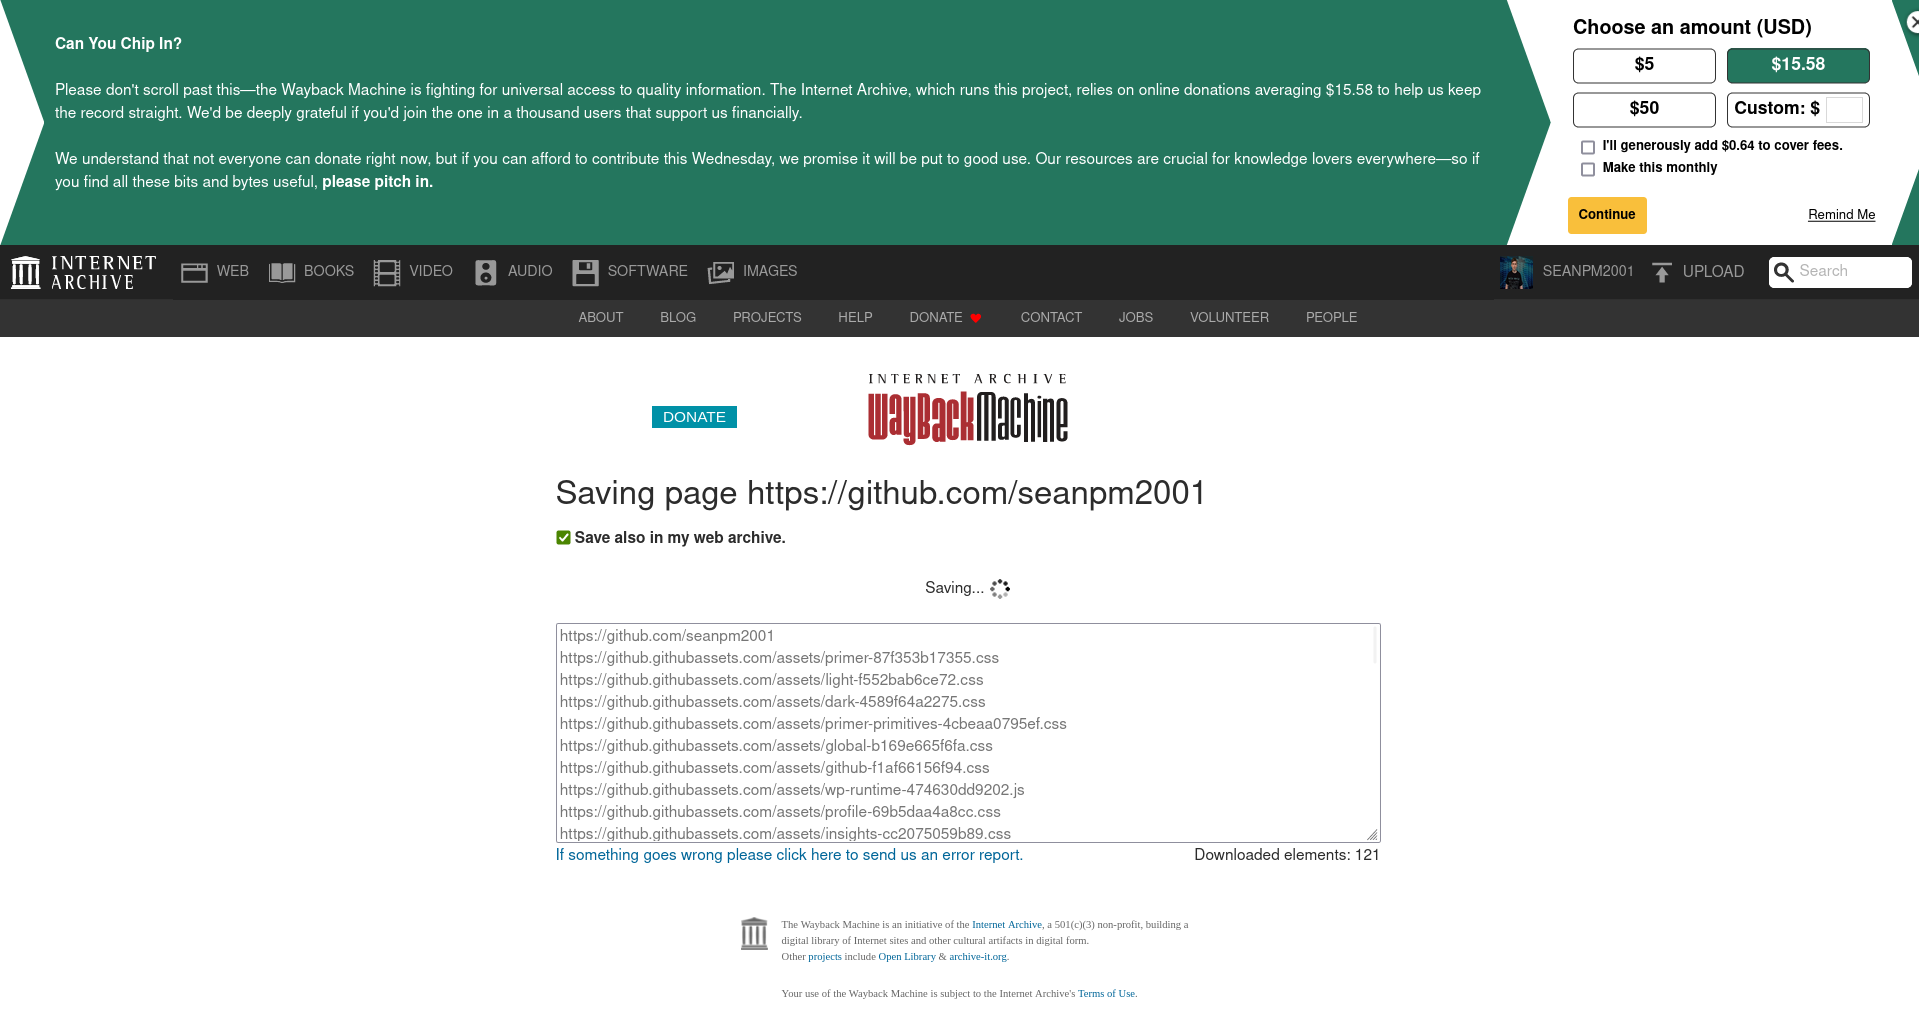 Can You Chip In?
Please don't scroll past this—the Wayback Machine is fighting for universal access to quality information. The Internet Archive, which runs this project, relies on online donations averaging $15.58 to help us keep
the record straight. We'd be deeply grateful if you'd join the one in a thousand users that support us financially.
We understand that not everyone can donate right now, but if you can afford to contribute this Wednesday, we promise it will be put to good use. Our resources are crucial for knowledge lovers everywhere—so if
you find all these bits and bytes useful, please pitch in.
Choose an amount (USD)
$5 $15.58
$50 Custom: $
I'll generously add $0.64 to cover fees.
Make this monthly
Continue Remind Me
INTERNET
ARCHIVE
WEB BOOKS VIDEO AUDIO SOFTWARE IMAGES SEANPM2001 UPLOAD Search
ABOUT BLOG PROJECTS HELP DONATE CONTACT JOBS VOLUNTEER PEOPLE
INTERNET ARCHIVE
WayBackMachine
DONATE
Saving page https://github.com/seanpm2001
Save also in my web archive.
Saving...
https://github.com/seanpm2001
https://github.githubassets.com/assets/primer-87f353b17355.css
https://github.githubassets.com/assets/light-f552bab6ce72.css
https://github.githubassets.com/assets/dark-4589f64a2275.css
https://github.githubassets.com/assets/primer-primitives-4cbeaa0795ef.css
https://github.githubassets.com/assets/global-b169e665f6fa.css
https://github.githubassets.com/assets/github-f1af66156f94.css
https://github.githubassets.com/assets/wp-runtime-474630dd9202.js
https://github.githubassets.com/assets/profile-69b5daa4a8cc.css
https://github.githubassets.com/assets/insights-cc2075059b89.css
If something goes wrong please click here to send us an error report. Downloaded elements: 121
The Wayback Machine is an initiative of the Internet Archive, a 501(c)(3) non-profit, building a
digital library of Internet sites and other cultural artifacts in digital form.
Other projects include Open Library & archive-it.org.
Your use of the Wayback Machine is subject to the Internet Archive's Terms of Use.